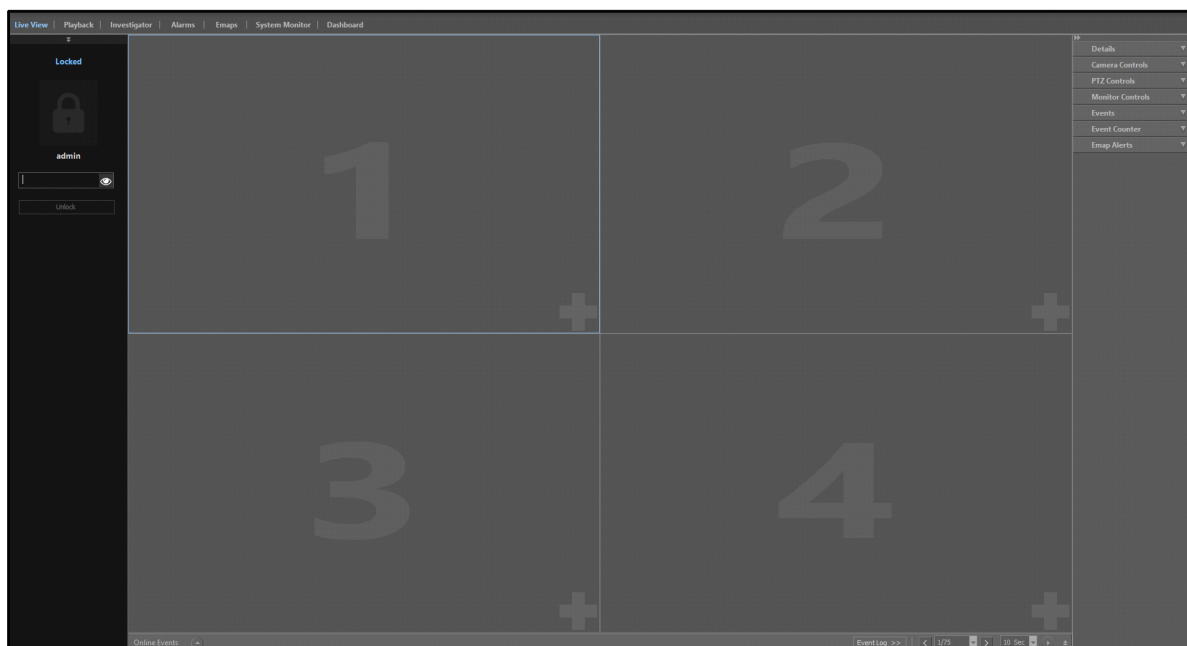 Live View | Playback | Investigator | Alarms | Emaps | System Monitor | Dashboard
Locked
admin
Unlock
1
2
3
4
Details
Camera Controls
PTZ Controls
Monitor Controls
Events
Event Counter
Emap Alerts
Online Events
Event Log >> | < 1/75 > | 10 Sec